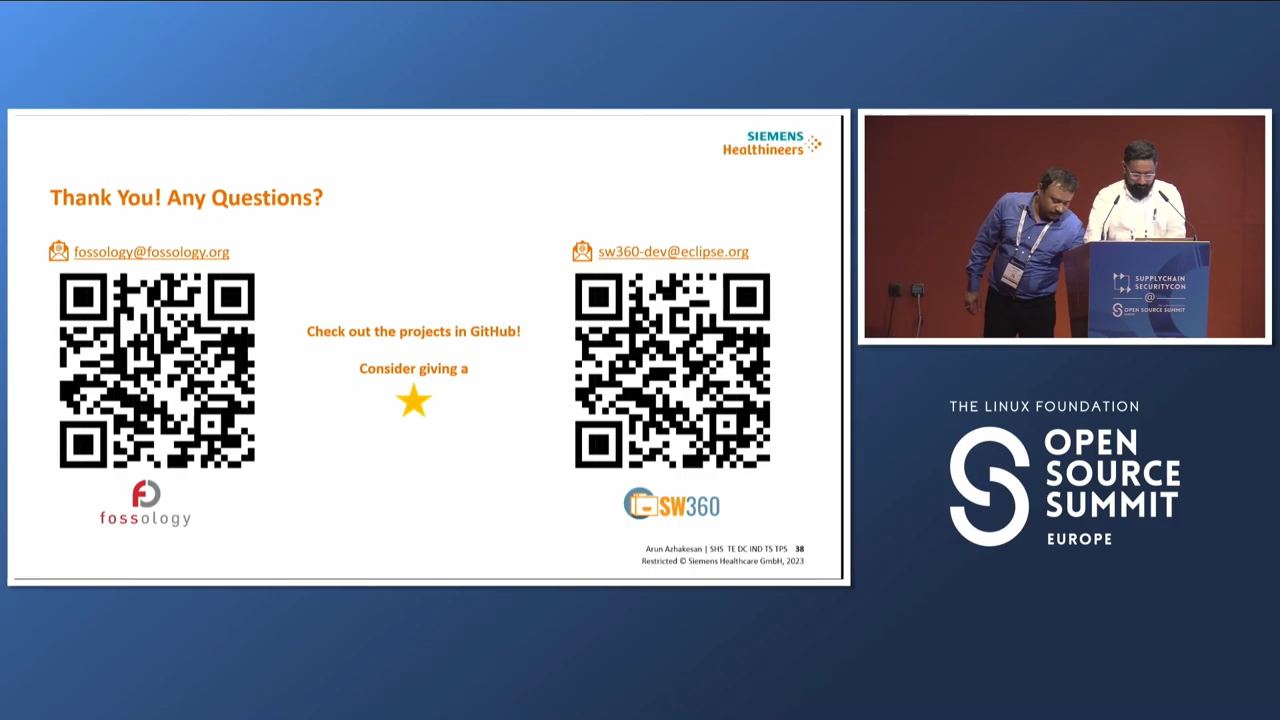 SIEMENS
Healthineers
Thank You! Any Questions?
fossology@fossology.org
sw360-dev@eclipse.org
Check out the projects in GitHub!
Consider giving a
fossology
SW360
Arun Azhakesan | SHS TE DC IND TS TPS 38
Restricted © Siemens Healthcare GmbH, 2023
SUPPLYCHAIN
SECURITYCON
@
OPEN SOURCE SUMMIT
THE LINUX FOUNDATION
OPEN
SOURCE
SUMMIT
EUROPE